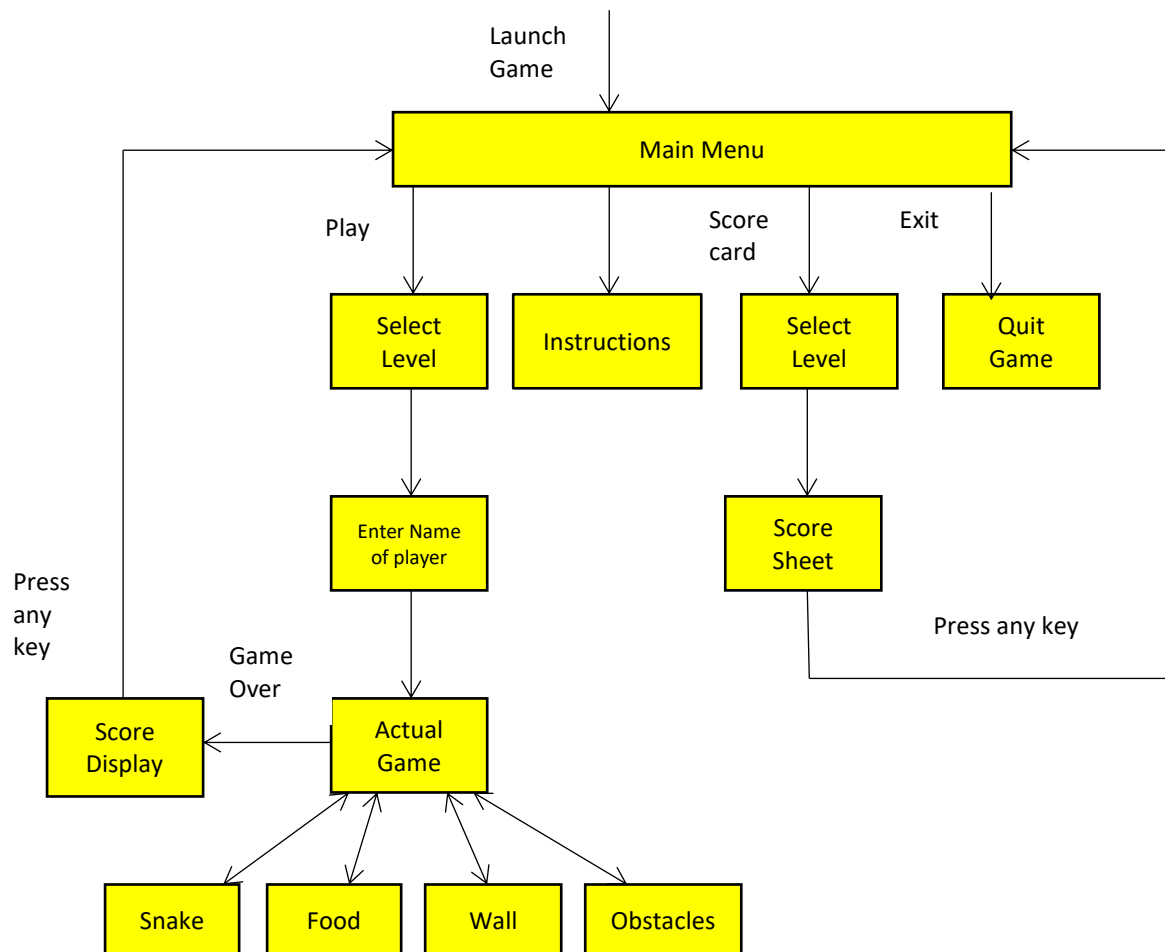 Launch
Game
Main Menu
Play
Score
card
Exit
Select
Level
Instructions
Select
Level
Quit
Game
Enter Name
of player
Score
Sheet
Press
any
key
Press any key
Game
Over
Score
Display
Actual
Game
Snake
Food
Wall
Obstacles